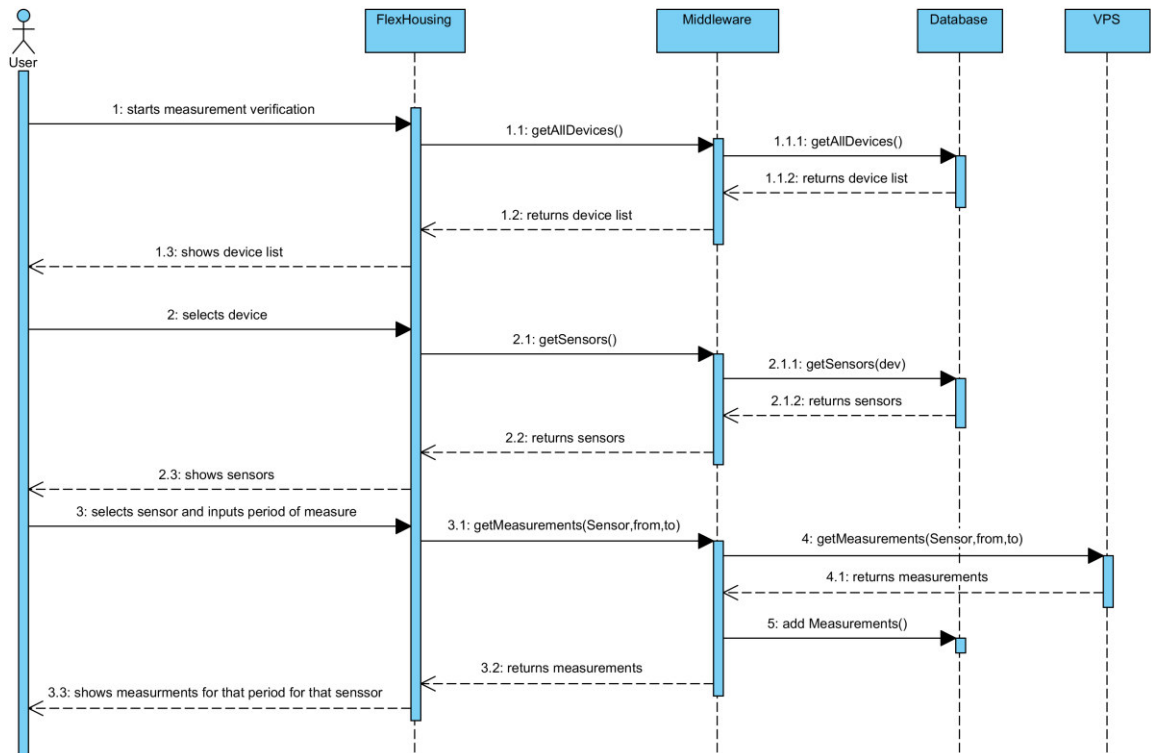 FlexHousing
Middleware
Database
VPS
User
1: starts measurement verification
1.1: getAllDevices()
1.1.1: getAllDevices()
1.1.2: returns device list
1.2: returns device list
1.3: shows device list
2: selects device
2.1: getSensors()
2.1.1: getSensors(dev)
2.1.2: returns sensors
2.2: returns sensors
2.3: shows sensors
3: selects sensor and inputs period of measure
3.1: getMeasurements(Sensor,from,to)
4: getMeasurements(Sensor,from,to)
4.1: returns measurements
5: add Measurements()
3.2: returns measurements
3.3: shows measurments for that period for that senssor